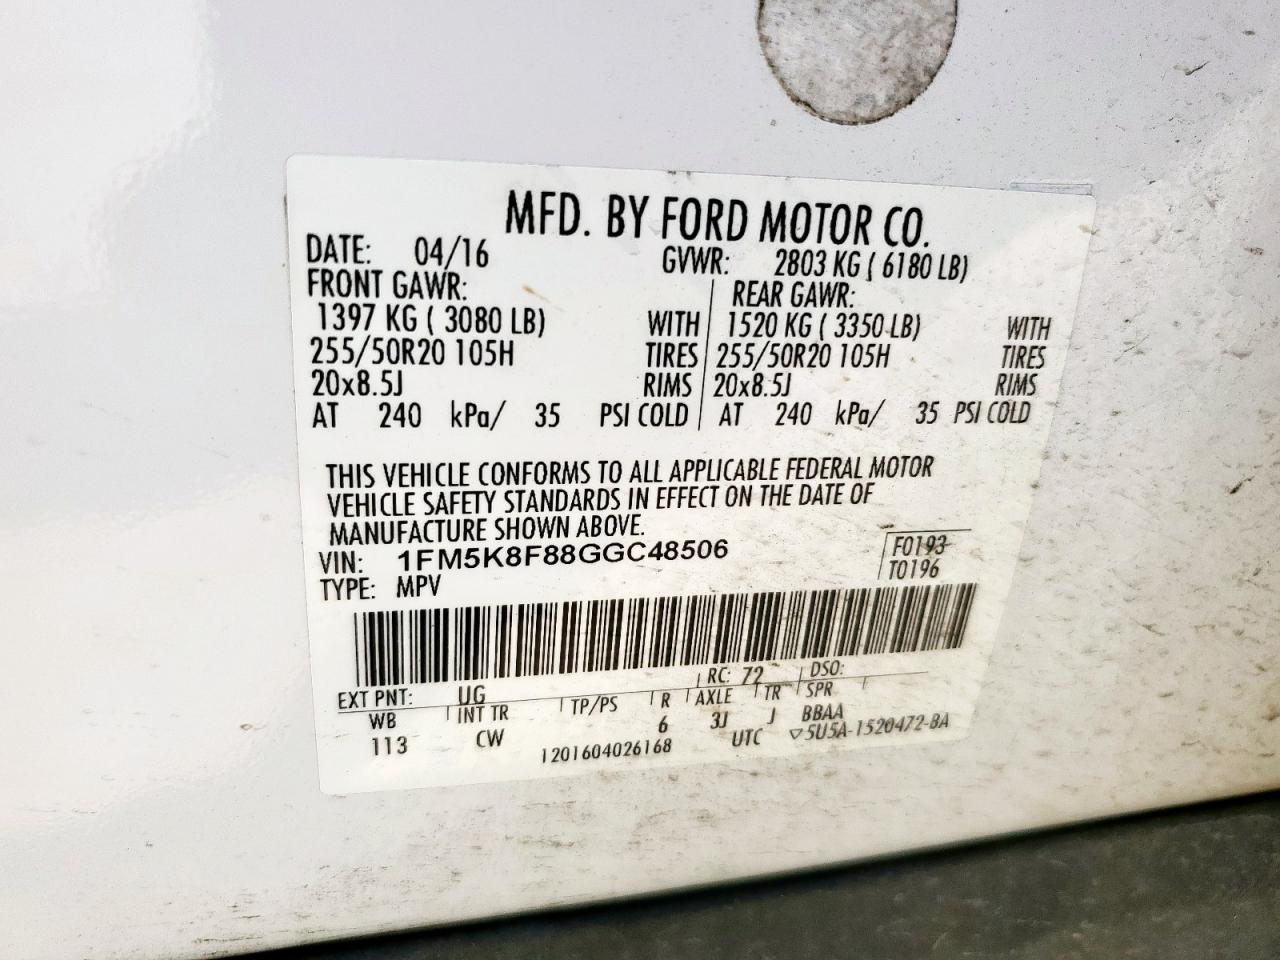 MFD. BY FORD MOTOR CO.
DATE: 04/16 GVWR: 2803 KG ( 6180 LB)
FRONT GAWR: REAR GAWR:
1397 KG ( 3080 LB) WITH 1520 KG ( 3350 LB) WITH
255/50R20 105H TIRES 255/50R20 105H TIRES
20x8.5J RIMS 20x8.5J RIMS
AT 240 kPa/ 35 PSI COLD AT 240 kPa/ 35 PSI COLD
THIS VEHICLE CONFORMS TO ALL APPLICABLE FEDERAL MOTOR
VEHICLE SAFETY STANDARDS IN EFFECT ON THE DATE OF
MANUFACTURE SHOWN ABOVE.
VIN: 1FM5K8F88GGC48506 F0193
TYPE: MPV T0196
EXT PNT: UG RC: 72 DSO:
WB INT TR TP/PS R AXLE TR SPR
113 CW 6 3J J BBAA
1201604026168 UTC ▽5U5A-1520472-BA